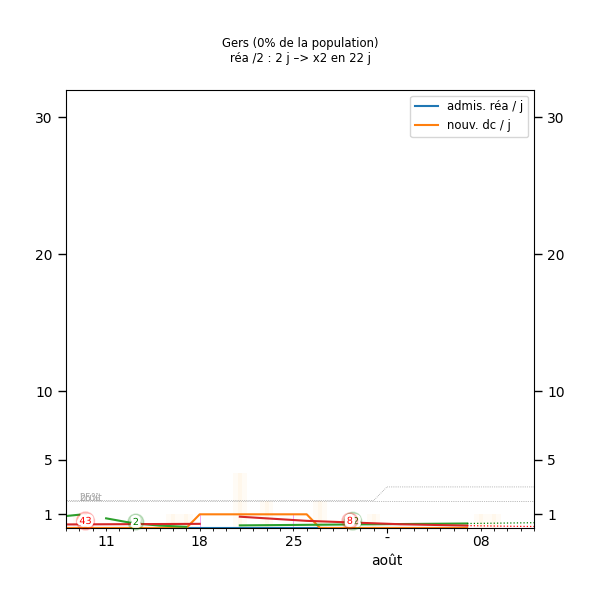 Gers (0% de la population)
réa /2 : 2 j –> x2 en 22 j
admis. réa / j
nouv. dc / j
30 30
20 20
10 10
5 5
1 1
43
2
11 18 25 - 08
août